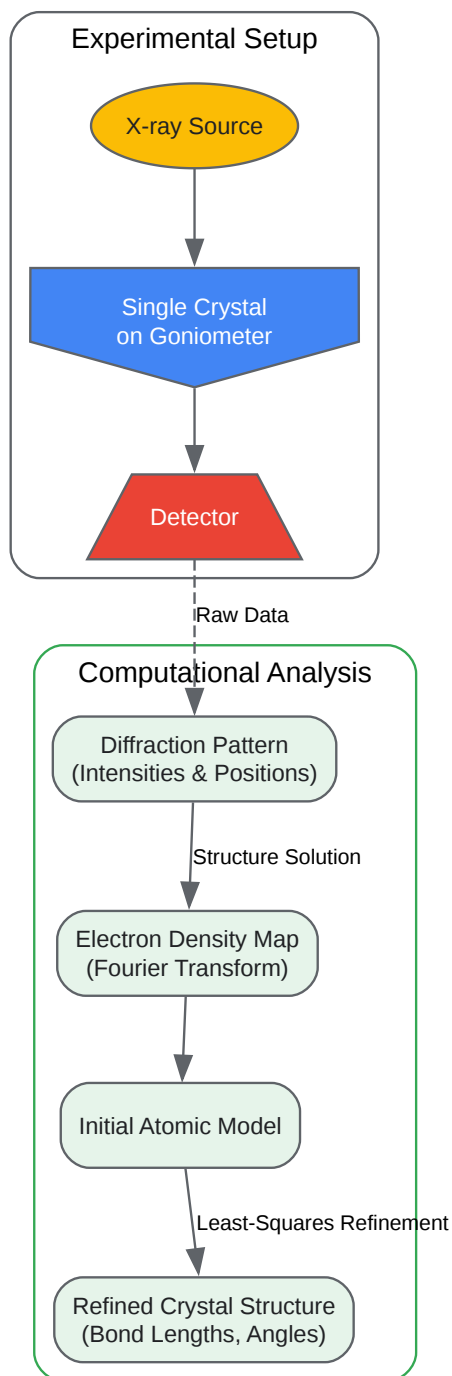 Experimental Setup
X-ray Source
Single Crystal
on Goniometer
Detector
Raw Data
Computational Analysis
Diffraction Pattern
(Intensities & Positions)
Structure Solution
Electron Density Map
(Fourier Transform)
Initial Atomic Model
Least-Squares Refinement
Refined Crystal Structure
(Bond Lengths, Angles)